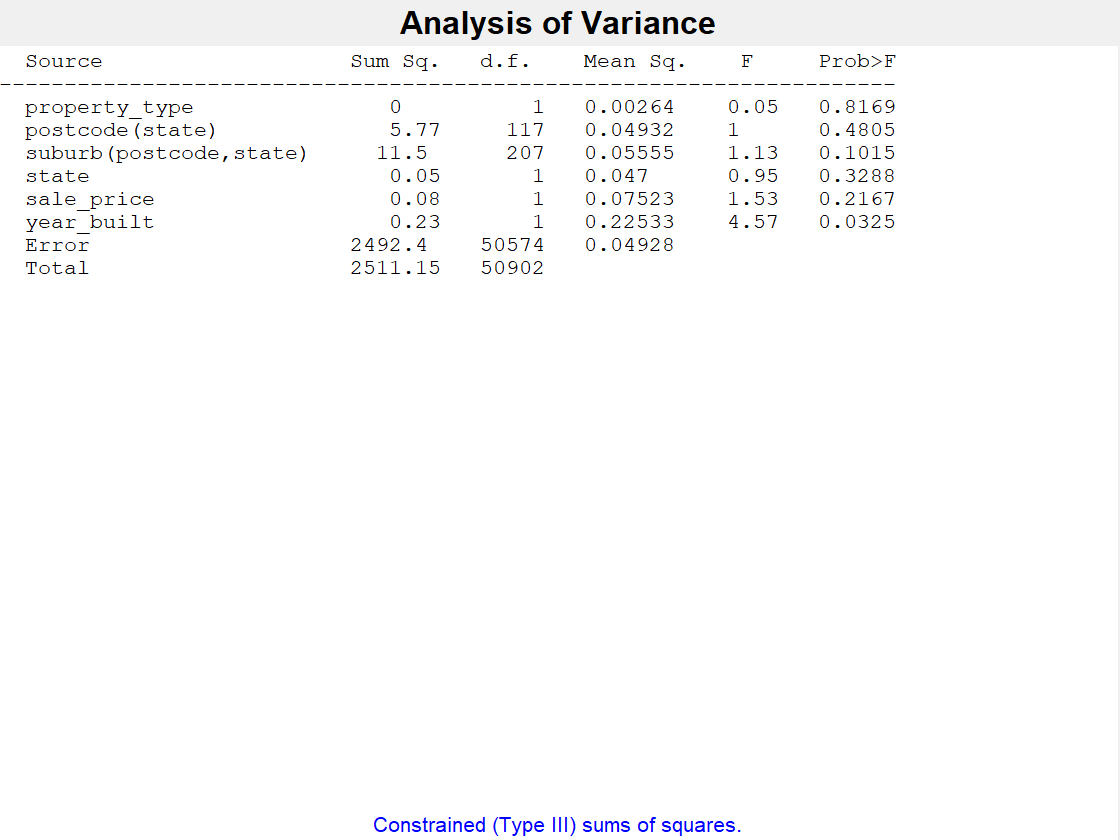 Analysis of Variance
Source Sum Sq. d.f. Mean Sq. F Prob>F
property_type 0 1 0.00264 0.05 0.8169
postcode(state) 5.77 117 0.04932 1 0.4805
suburb(postcode,state) 11.5 207 0.05555 1.13 0.1015
state 0.05 1 0.047 0.95 0.3288
sale_price 0.08 1 0.07523 1.53 0.2167
year_built 0.23 1 0.22533 4.57 0.0325
Error 2492.4 50574 0.04928
Total 2511.15 50902
Constrained (Type III) sums of squares.